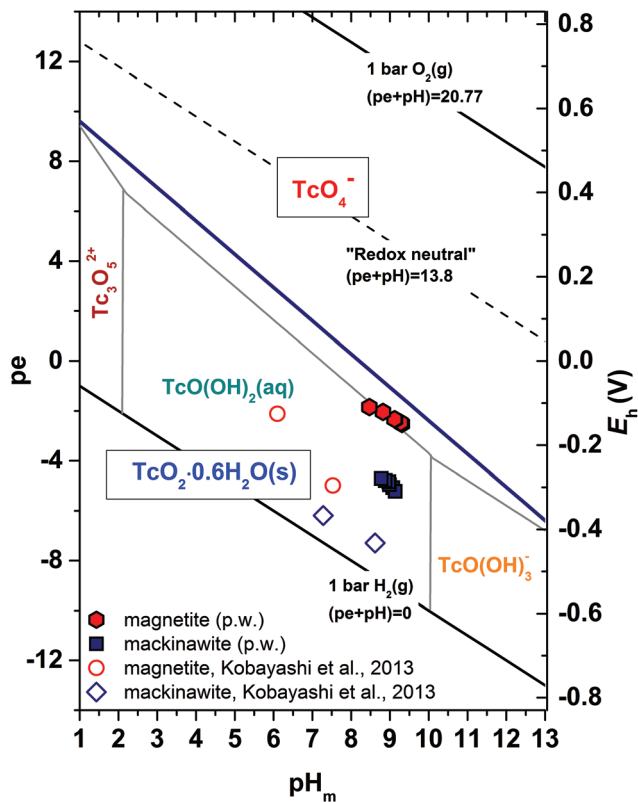 12
8
4
0
-4
-8
-12
pe
0.8
0.6
0.4
0.2
0.0
-0.2
-0.4
-0.6
-0.8
E_h (V)
1 bar O₂(g)
(pe+pH)=20.77
TcO₄⁻
"Redox neutral"
(pe+pH)=13.8
Tc₃O₅²⁺
TcO(OH)₂(aq)
TcO₂·0.6H₂O(s)
TcO(OH)₃⁻
1 bar H₂(g)
(pe+pH)=0
magnetite (p.w.)
mackinawite (p.w.)
magnetite, Kobayashi et al., 2013
mackinawite, Kobayashi et al., 2013
1 2 3 4 5 6 7 8 9 10 11 12 13
pHₘ